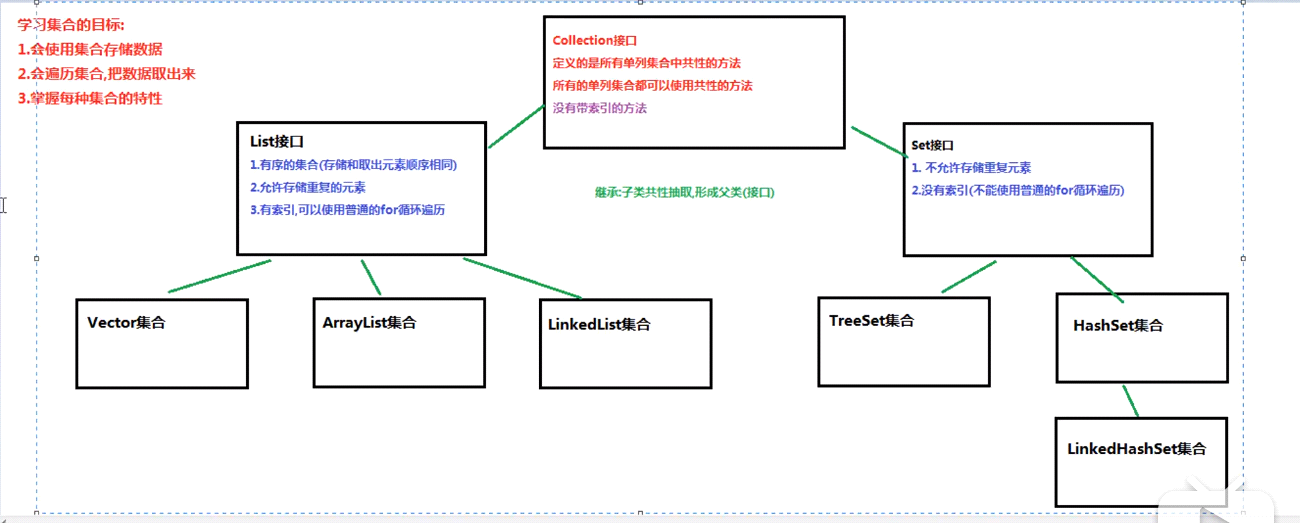 学习集合的目标:
1.会使用集合存储数据
2.会遍历集合,把数据取出来
3.掌握每种集合的特性
Collection接口
定义的是所有单列集合中共性的方法
所有的单列集合都可以使用共性的方法
没有带索引的方法
List接口
1.有序的集合(存储和取出元素顺序相同)
2.允许存储重复的元素
3.有索引,可以使用普通的for循环遍历
继承:子类共性抽取,形成父类(接口)
Set接口
1. 不允许存储重复元素
2.没有索引(不能使用普通的for循环遍历)
Vector集合
ArrayList集合
LinkedList集合
TreeSet集合
HashSet集合
LinkedHashSet集合